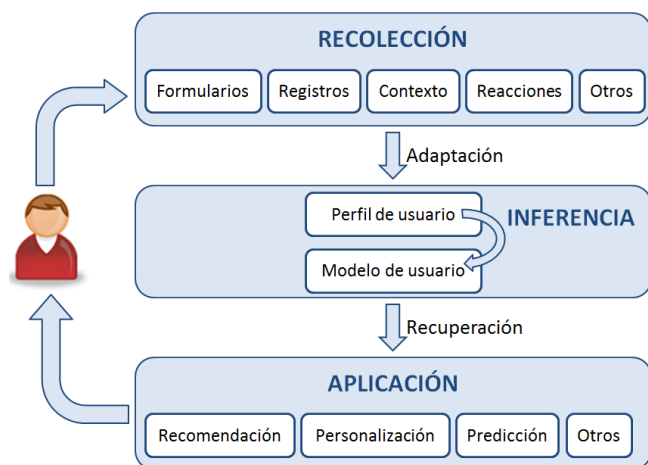 RECOLECCIÓN
Formularios
Registros
Contexto
Reacciones
Otros
Adaptación
Perfil de usuario
INFERENCIA
Modelo de usuario
Recuperación
APLICACIÓN
Recomendación
Personalización
Predicción
Otros